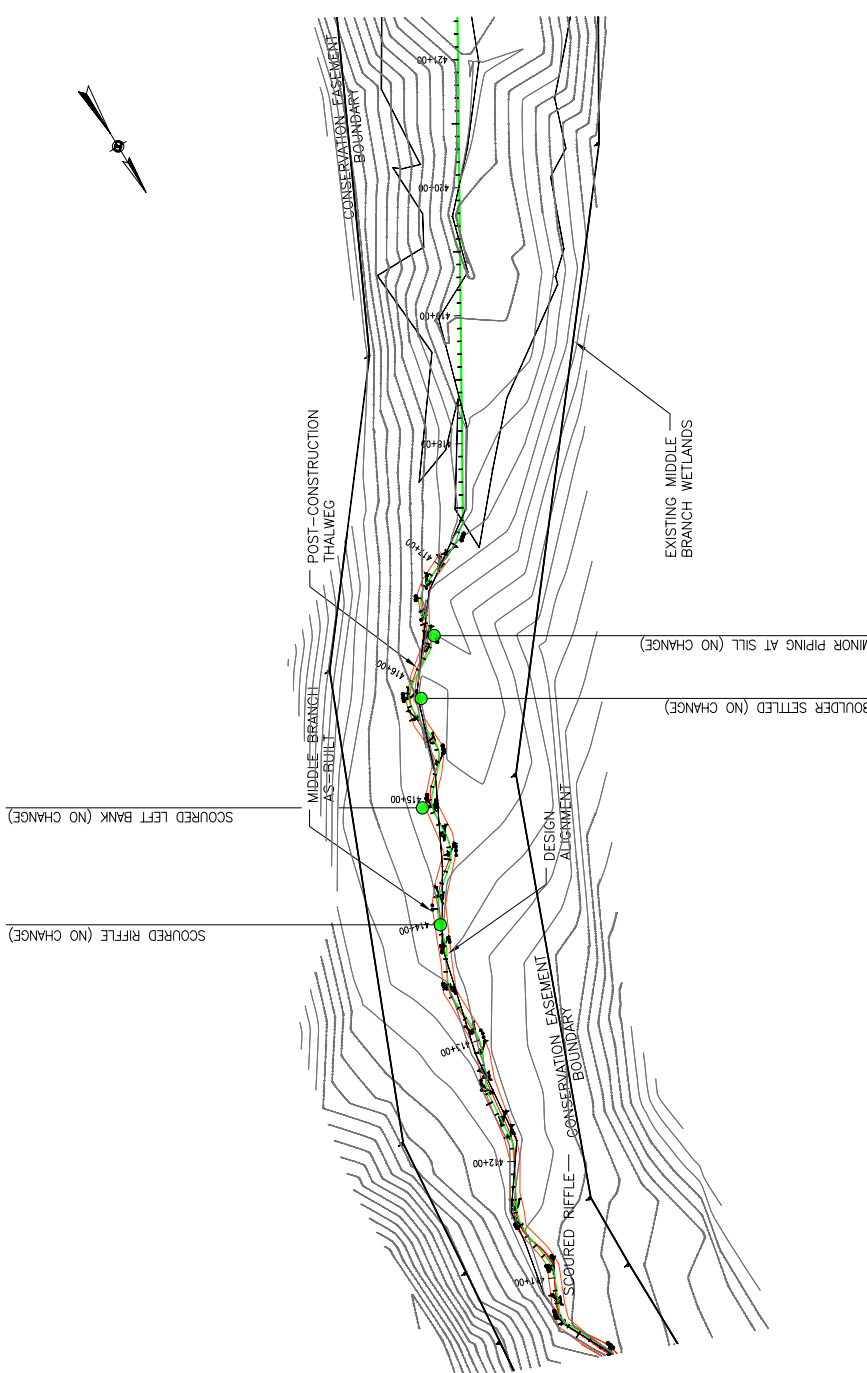 CONSERVATION EASEMENT
BOUNDARY
421+00
420+00
419+00
418+00
417+00
416+00
415+00
414+00
413+00
412+00
411+00
POST-CONSTRUCTION
THALWEG
EXISTING MIDDLE
BRANCH WETLANDS
MINOR PIPING AT SILL (NO CHANGE)
BOULDER SETTLED (NO CHANGE)
MIDDLE BRANCH
AS-BUILT
SCOURED LEFT BANK (NO CHANGE)
DESIGN
ALIGNMENT
SCOURED RIFFLE (NO CHANGE)
CONSERVATION EASEMENT
BOUNDARY
SCOURED RIFFLE